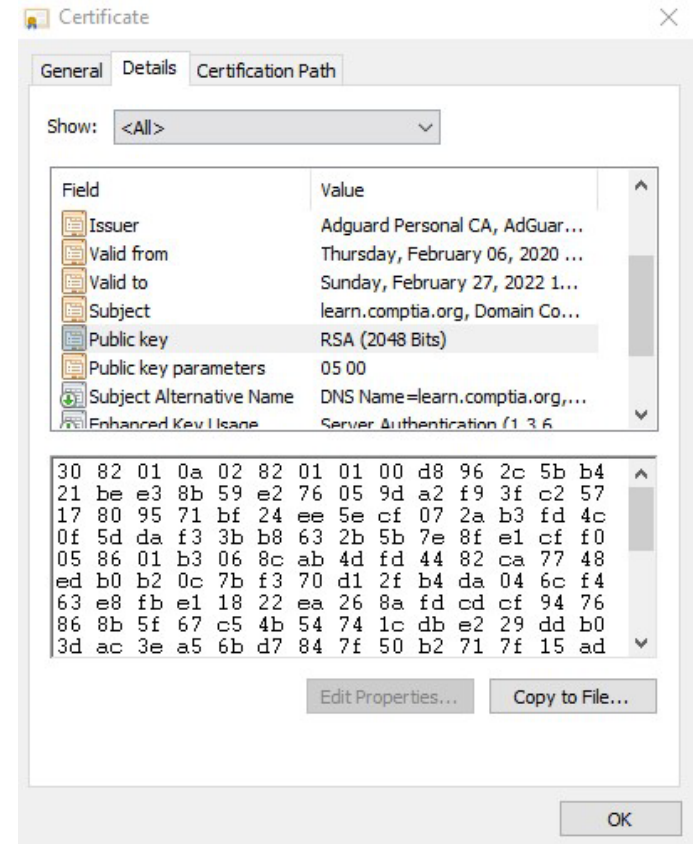 Certificate
General Details Certification Path
Show: <All>
Field Value
Issuer Adguard Personal CA, AdGuar...
Valid from Thursday, February 06, 2020 ...
Valid to Sunday, February 27, 2022 1...
Subject learn.comptia.org, Domain Co...
Public key RSA (2048 Bits)
Public key parameters 05 00
Subject Alternative Name DNS Name=learn.comptia.org,...
Enhanced Key Usage Server Authentication (1.3.6
30 82 01 0a 02 82 01 01 00 d8 96 2c 5b b4
21 be e3 8b 59 e2 76 05 9d a2 f9 3f c2 57
17 80 95 71 bf 24 ee 5e cf 07 2a b3 fd 4c
0f 5d da f3 3b b8 63 2b 5b 7e 8f e1 cf f0
05 86 01 b3 06 8c ab 4d fd 44 82 ca 77 48
ed b0 b2 0c 7b f3 70 d1 2f b4 da 04 6c f4
63 e8 fb e1 18 22 ea 26 8a fd cd cf 94 76
86 8b 5f 67 c5 4b 54 74 1c db e2 29 dd b0
3d ac 3e a5 6b d7 84 7f 50 b2 71 7f 15 ad
Edit Properties... Copy to File...
OK